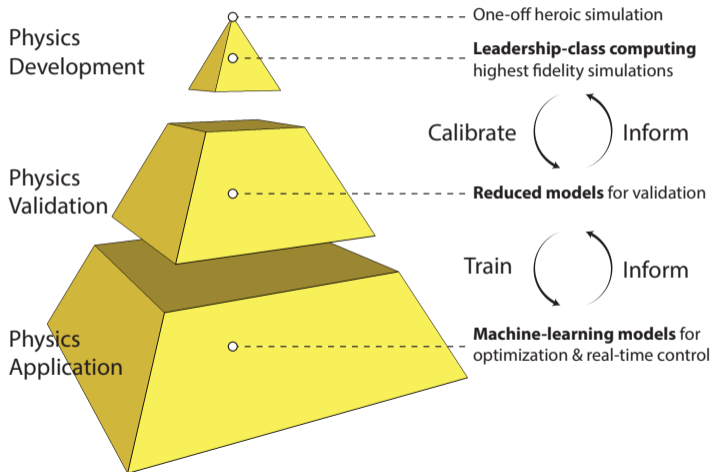 One-off heroic simulation
Physics
Development
Leadership-class computing
highest fidelity simulations
Calibrate
Inform
Physics
Validation
Reduced models for validation
Train
Inform
Physics
Application
Machine-learning models for
optimization & real-time control